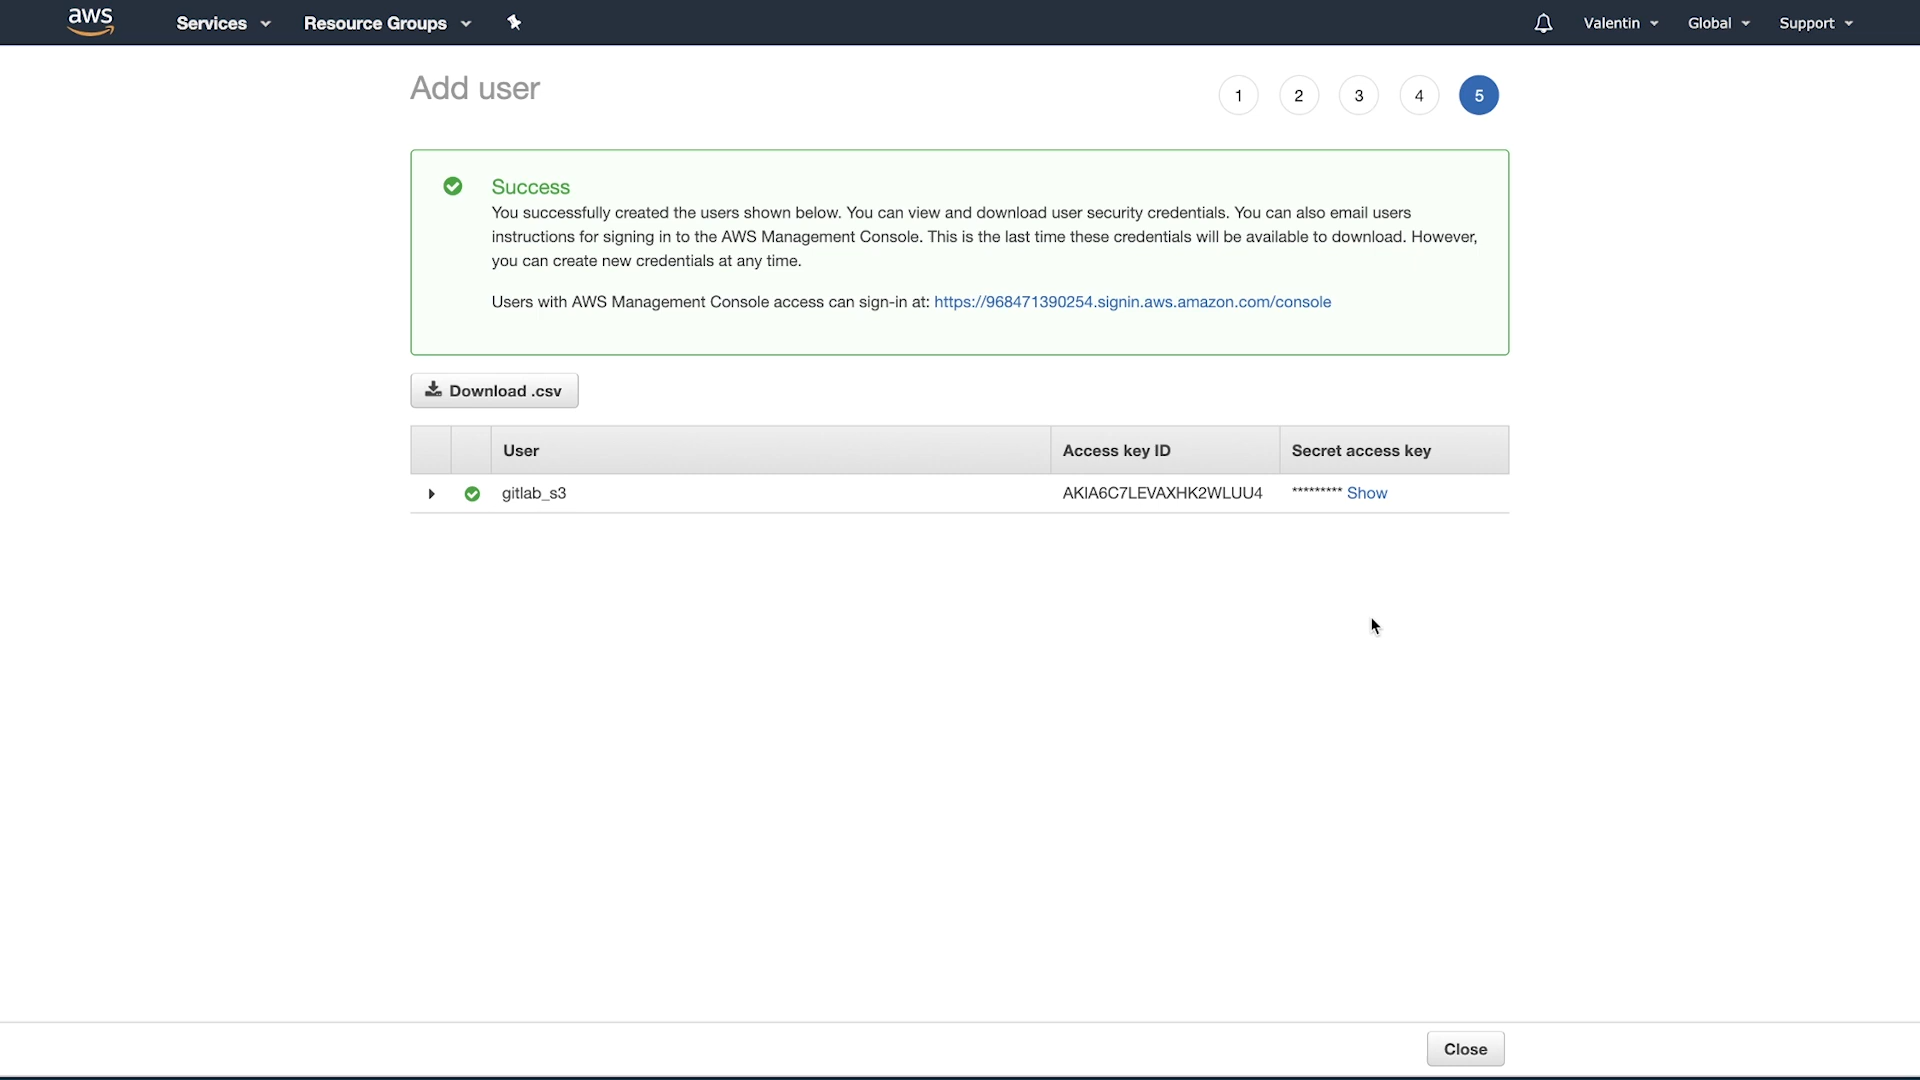 aws Services Resource Groups Valentin Global Support
Add user
1 2 3 4 5
Success
You successfully created the users shown below. You can view and download user security credentials. You can also email users
instructions for signing in to the AWS Management Console. This is the last time these credentials will be available to download. However,
you can create new credentials at any time.
Users with AWS Management Console access can sign-in at: https://968471390254.signin.aws.amazon.com/console
Download .csv
User Access key ID Secret access key
gitlab_s3 AKIA6C7LEVAXHK2WLUU4 ********* Show
Close